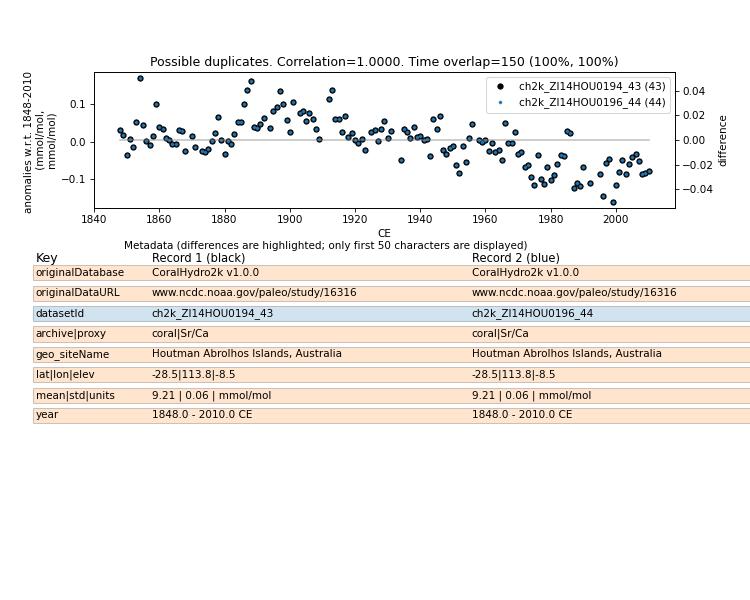 Possible duplicates. Correlation=1.0000. Time overlap=150 (100%, 100%)
anomalies w.r.t. 1848-2010
(mmol/mol,
mmol/mol)
0.1
0.0
−0.1
ch2k_ZI14HOU0194_43 (43)
ch2k_ZI14HOU0196_44 (44)
0.04
0.02
0.00
−0.02
−0.04
difference
1840 1860 1880 1900 1920 1940 1960 1980 2000
CE
Metadata (differences are highlighted; only first 50 characters are displayed)
Key Record 1 (black) Record 2 (blue)
originalDatabase CoralHydro2k v1.0.0 CoralHydro2k v1.0.0
originalDataURL www.ncdc.noaa.gov/paleo/study/16316 www.ncdc.noaa.gov/paleo/study/16316
datasetId ch2k_ZI14HOU0194_43 ch2k_ZI14HOU0196_44
archive|proxy coral|Sr/Ca coral|Sr/Ca
geo_siteName Houtman Abrolhos Islands, Australia Houtman Abrolhos Islands, Australia
lat|lon|elev -28.5|113.8|-8.5 -28.5|113.8|-8.5
mean|std|units 9.21 | 0.06 | mmol/mol 9.21 | 0.06 | mmol/mol
year 1848.0 - 2010.0 CE 1848.0 - 2010.0 CE